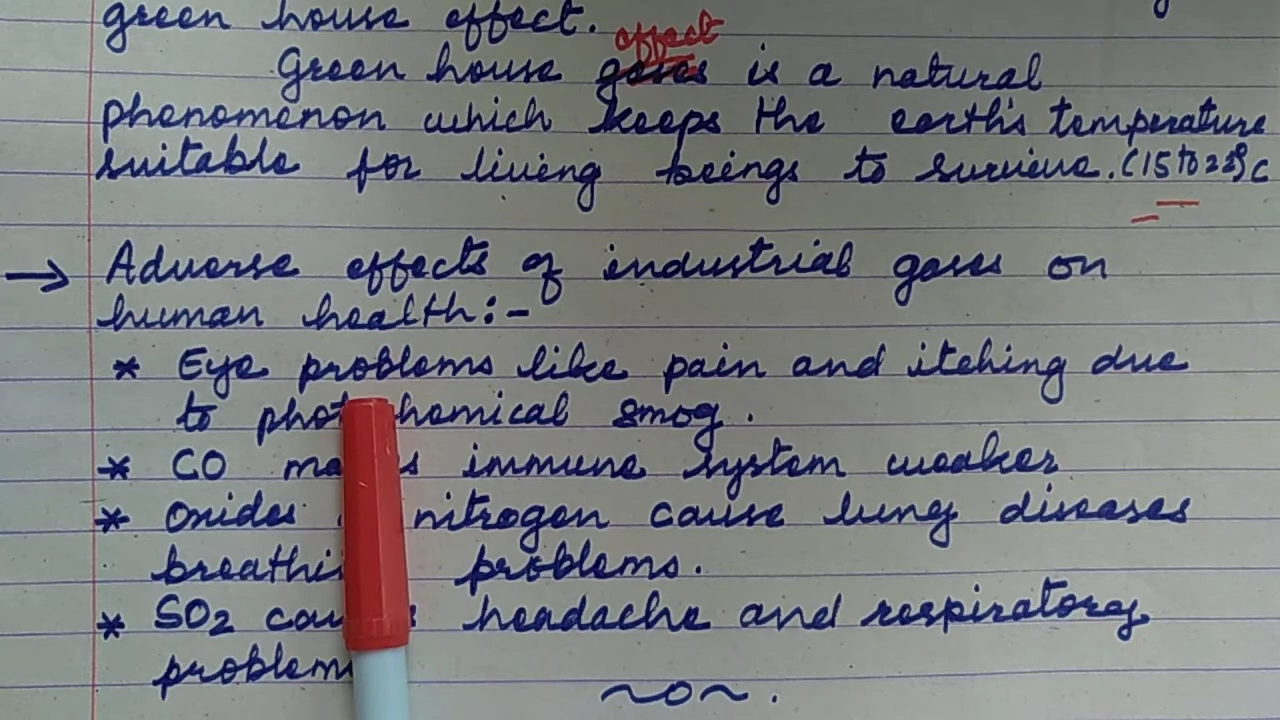 green house effect.
effect
Green house gases is a natural
phenomenon which keeps the earth's temperature
suitable for living beings to survive. (15 to
→ Adverse effects of industrial gases on
human health:-
* Eye problems like pain and itching due
to photochemical smog.
* CO makes immune system weaker
* Oxides nitrogen cause lung diseases
breathing problems.
* SO2 causes headache and respiratory
problem
~o~.